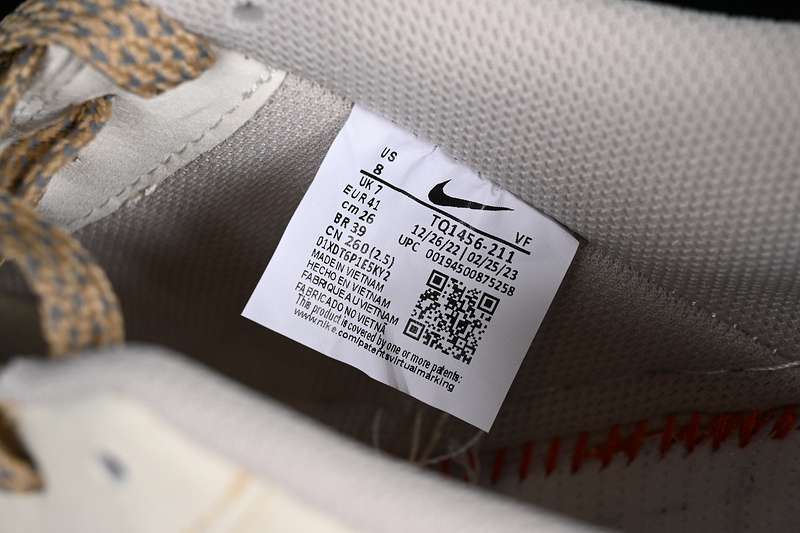 US
8
UK 7
EUR 41
cm 26
BR 39
CN 260 (2.5)
01XDT6P1E5KY2
MADE IN VIETNAM
HECHO EN VIETNAM
FABRIQUE AU VIETNAM
FABRICADO NO VIETNÃ
This product is covered by one or more patents:
www.nike.com/patentsvirtualmarking
VF
TQ1456-211
12/26/22 | 02/25/23
UPC 00194500875258